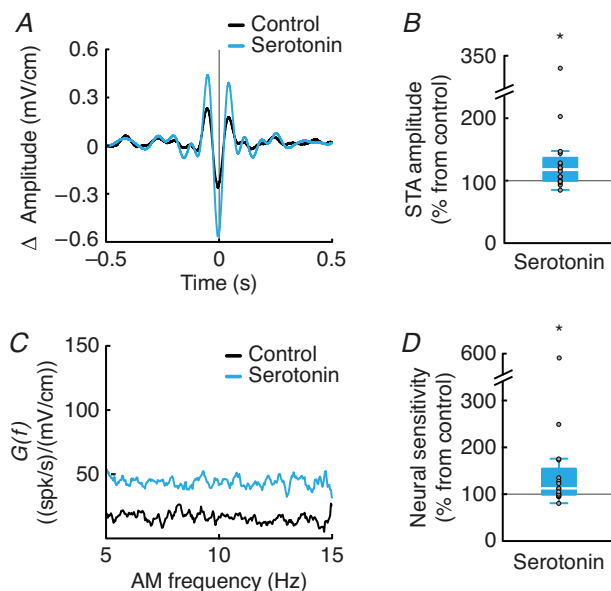 A
Control
Serotonin
Δ Amplitude (mV/cm)
0.6
0.3
0
−0.3
−0.6
−0.5
0
0.5
Time (s)
B
*
STA amplitude
(% from control)
350
200
100
0
Serotonin
C
Control
Serotonin
G(f)
((spk/s)/(mV/cm))
150
100
50
5
10
15
AM frequency (Hz)
D
*
Neural sensitivity
(% from control)
600
300
200
100
0
Serotonin